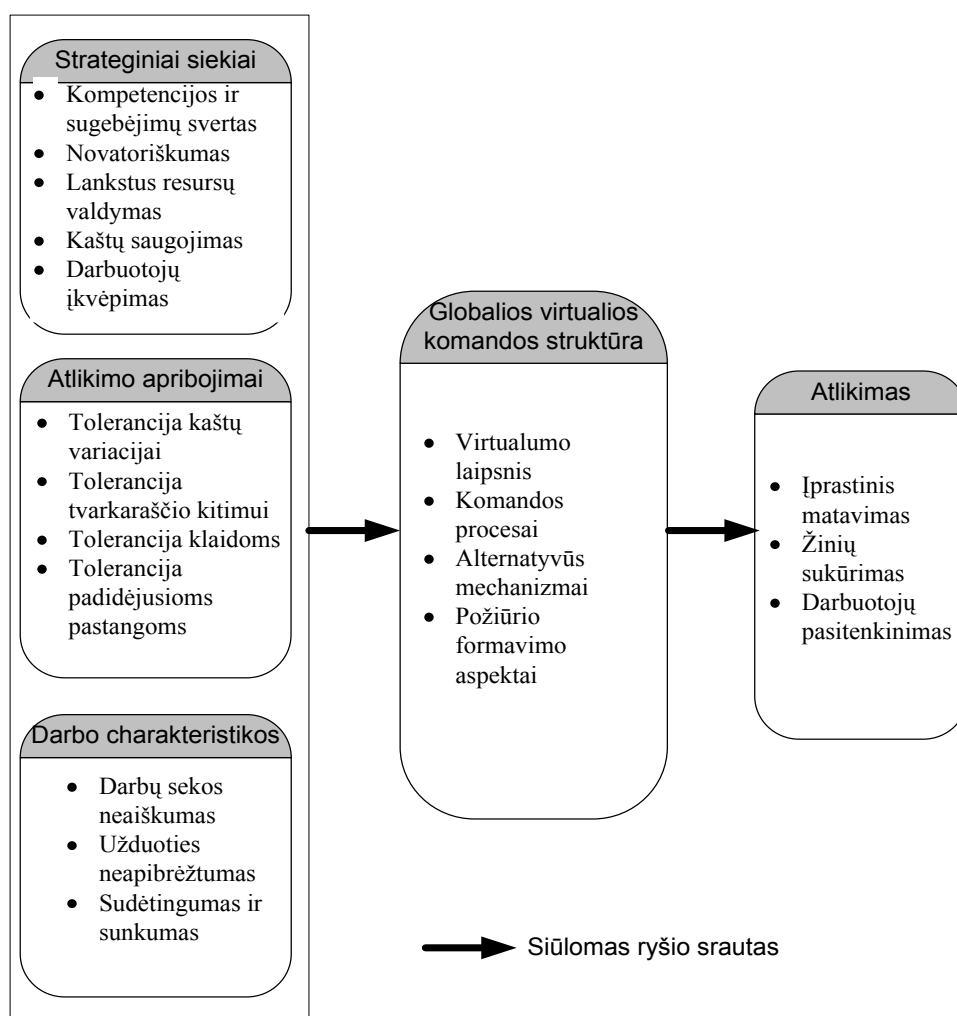 Strateginiai siekiai
• Kompetencijos ir
sugebėjimų svertas
• Novatoriškumas
• Lankstus resursų
valdymas
• Kaštų saugojimas
• Darbuotojų
įkvėpimas
Atlikimo apribojimai
• Tolerancija kaštų
variacijai
• Tolerancija
tvarkaraščio kitimui
• Tolerancija klaidoms
• Tolerancija
padidėjusioms
pastangoms
Darbo charakteristikos
• Darbų sekos
neaiškumas
• Užduoties
neapibrėžtumas
• Sudėtingumas ir
sunkumas
Globalios virtualios
komandos struktūra
• Virtualumo
laipsnis
• Komandos
procesai
• Alternatyvūs
mechanizmai
• Požiūrio
formavimo
aspektai
Atlikimas
• Įprastinis
matavimas
• Žinių
sukūrimas
• Darbuotojų
pasitenkinimas
Siūlomas ryšio srautas